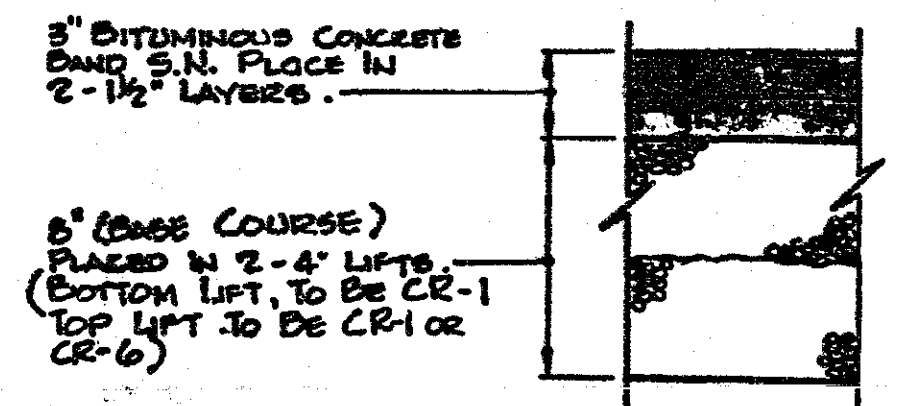 3" BITUMINOUS CONCRETE
BAND S.N. PLACE IN
2 - 1½" LAYERS.
8" (BASE COURSE)
PLACED IN 2 - 4" LIFTS.
(BOTTOM LIFT, TO BE CR-1
TOP LIFT TO BE CR-1 OR
CR-6)